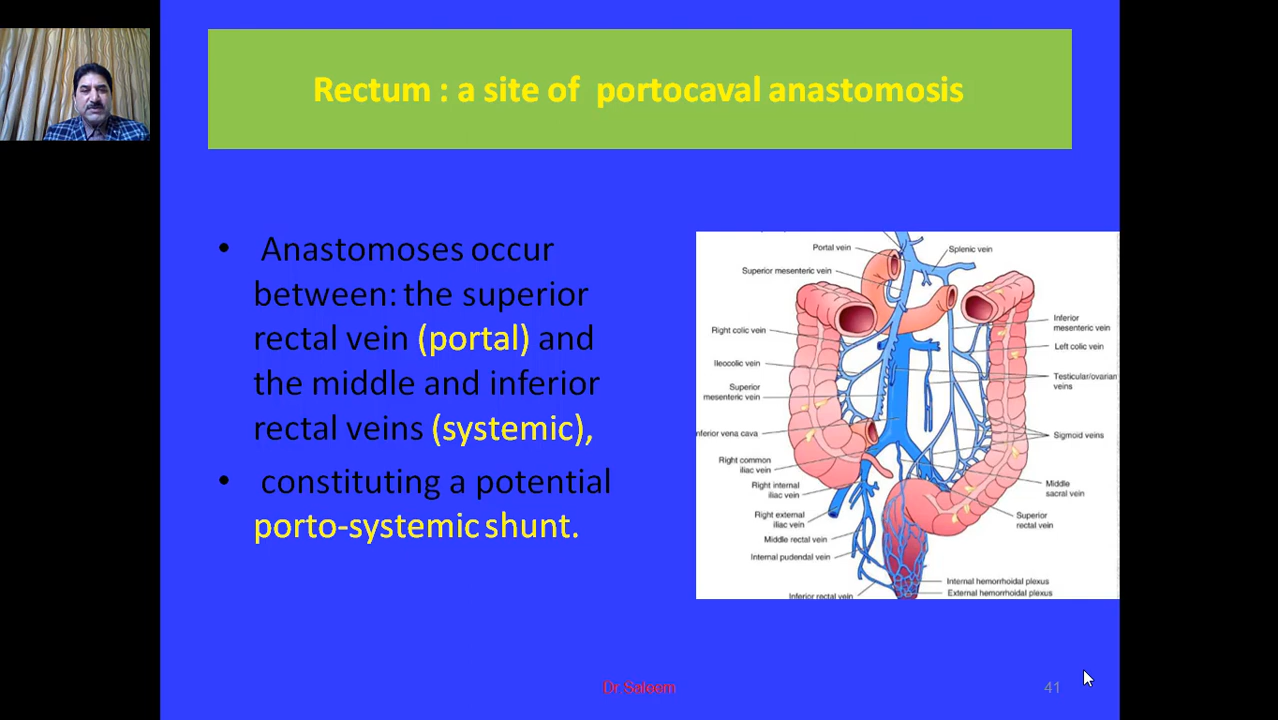 Rectum : a site of portocaval anastomosis
• Anastomoses occur
between: the superior
rectal vein (portal) and
the middle and inferior
rectal veins (systemic),
• constituting a potential
porto-systemic shunt.
Portal vein
Splenic vein
Superior mesenteric vein
Inferior
mesenteric vein
Right colic vein
Left colic vein
Ileocolic vein
Testicular/ovarian
veins
Superior
mesenteric vein
nferior vena cava
Sigmoid veins
Right common
iliac vein
Right internal
iliac vein
Middle
sacral vein
Right external
iliac vein
Superior
rectal vein
Middle rectal vein
Internal pudendal vein
Internal hemorrhoidal plexus
External hemorrhoidal plexus
Inferior rectal vein
Dr.Saleem
41